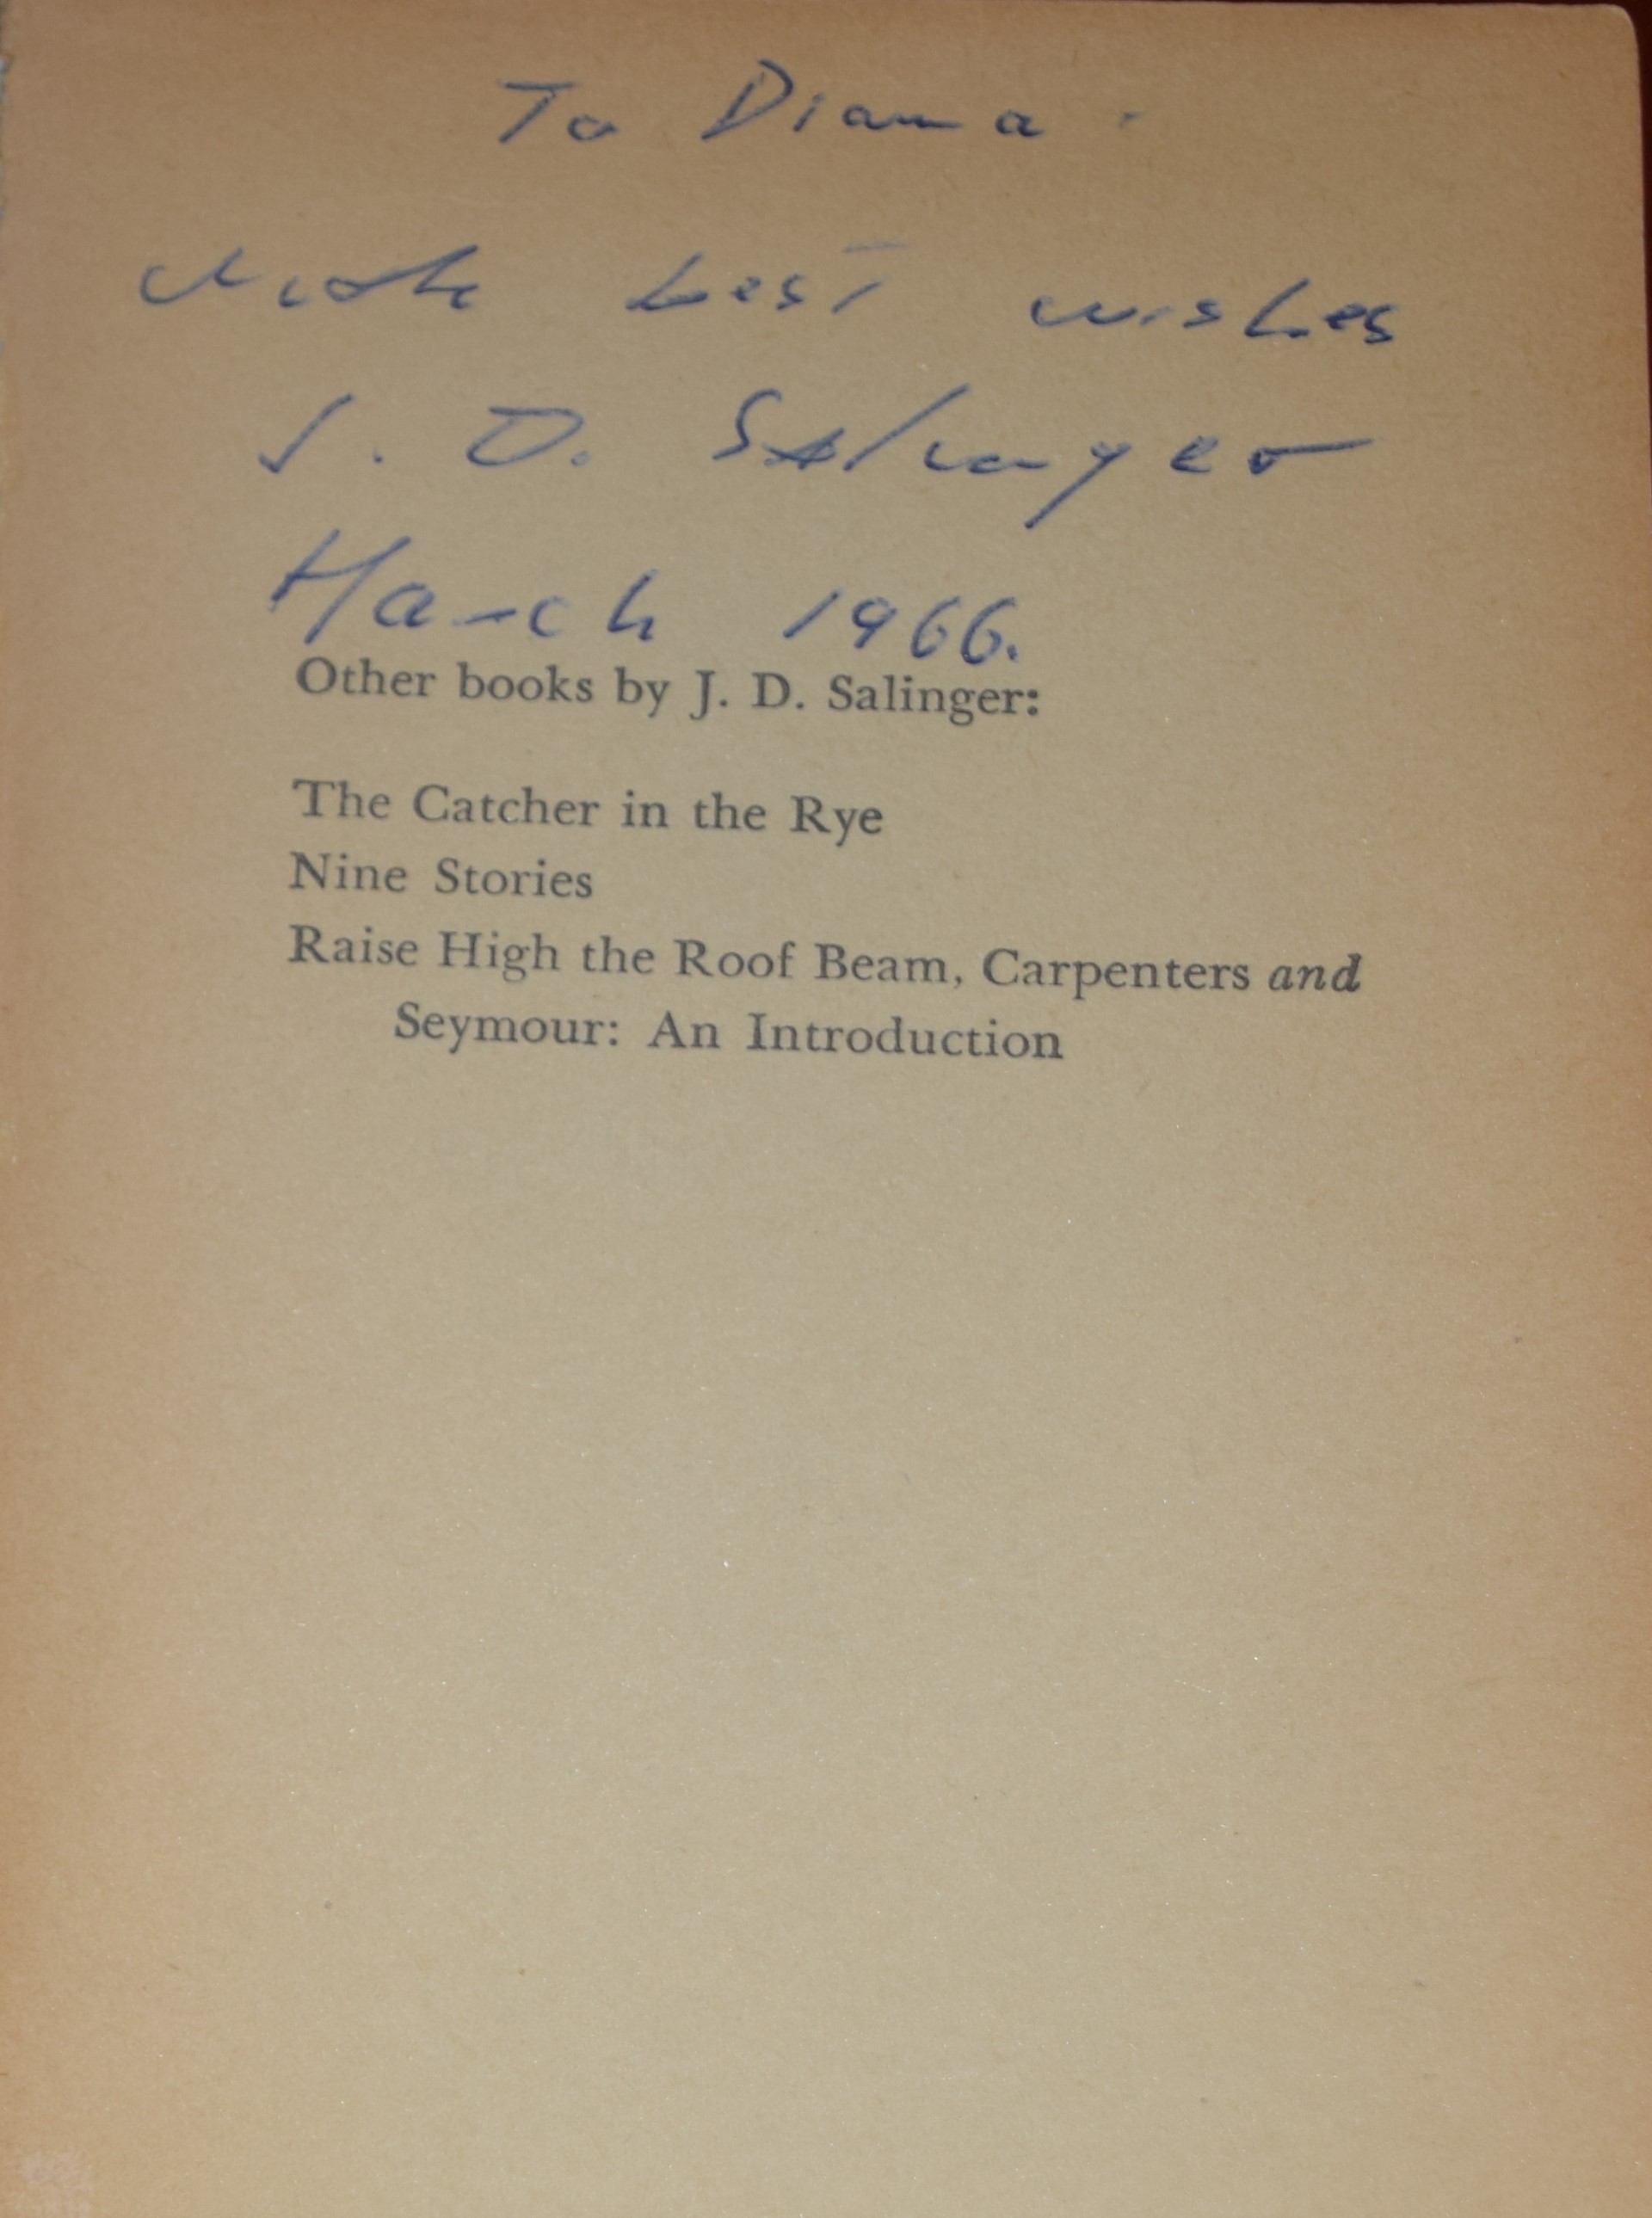 To Diana.
With best wishes
J. D. Salinger
March 1966.
Other books by J. D. Salinger:
The Catcher in the Rye
Nine Stories
Raise High the Roof Beam, Carpenters and
Seymour: An Introduction